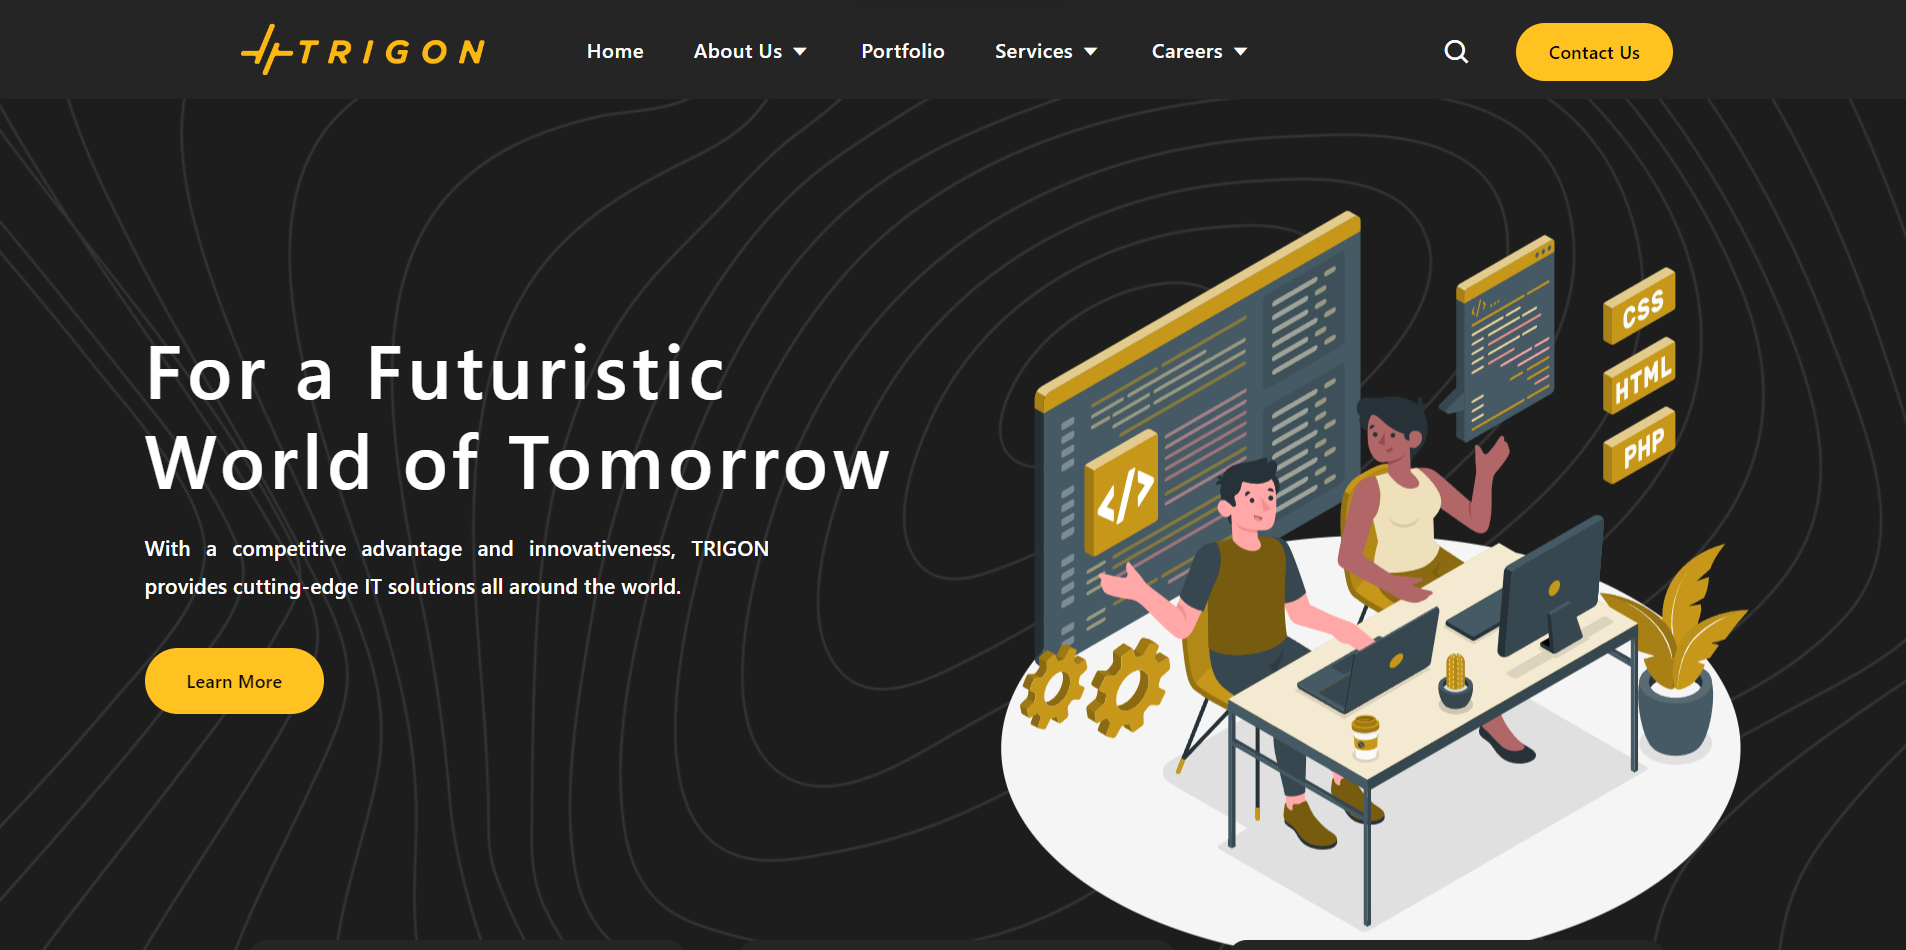 TRIGON
Home
About Us
Portfolio
Services
Careers
Contact Us
For a Futuristic
World of Tomorrow
With a competitive advantage and innovativeness, TRIGON
provides cutting-edge IT solutions all around the world.
Learn More
</>
</>...
CSS
HTML
PHP